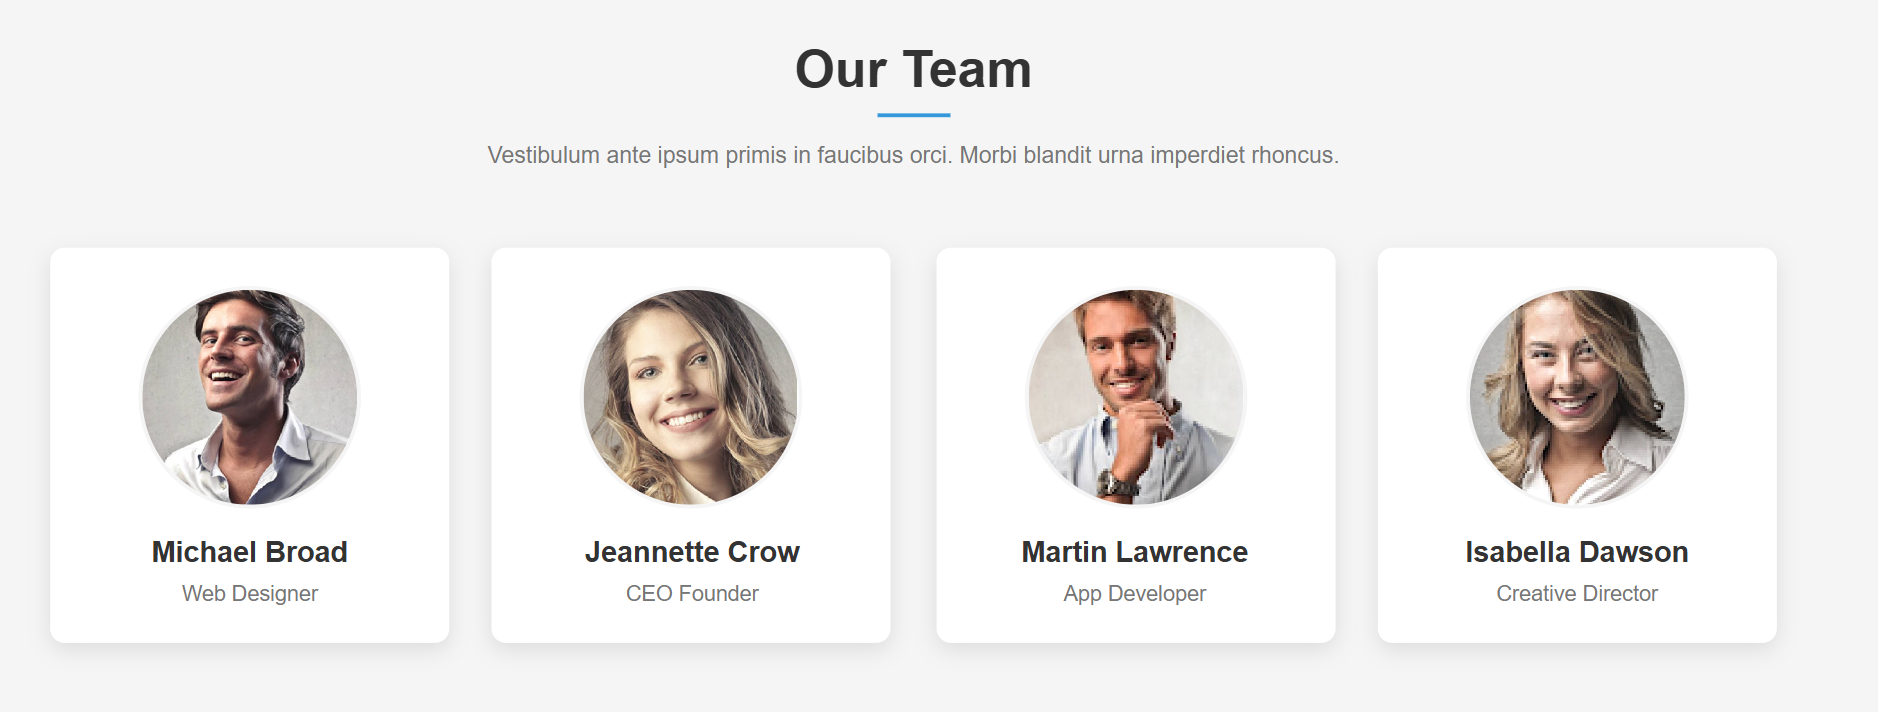 Our Team
Vestibulum ante ipsum primis in faucibus orci. Morbi blandit urna imperdiet rhoncus.
Michael Broad
Web Designer
Jeannette Crow
CEO Founder
Martin Lawrence
App Developer
Isabella Dawson
Creative Director